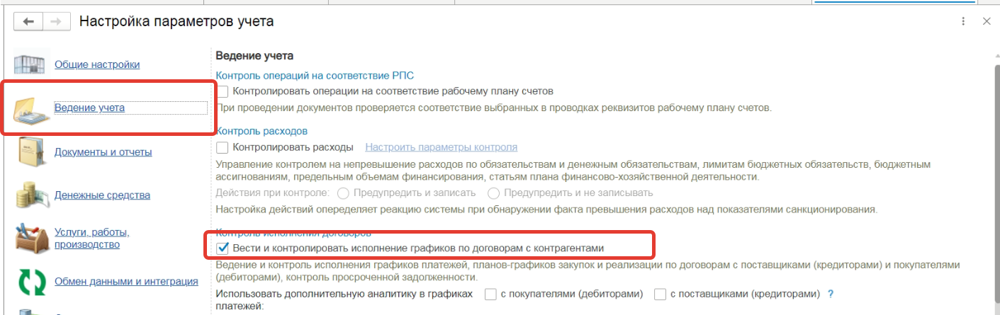 Настройка параметров учета
Общие настройки
Ведение учета
Документы и отчеты
Денежные средства
Услуги, работы,
производство
Обмен данными и интеграция
Ведение учета
Контроль операций на соответствие РПС
Контролировать операции на соответствие рабочему плану счетов
При проведении документов проверяется соответствие выбранных в проводках реквизитов рабочему плану счетов.
Контроль расходов
Контролировать расходы Настроить параметры контроля
Управление контролем на непревышение расходов по обязательствам и денежным обязательствам, лимитам бюджетных обязательств, бюджетным
ассигнованиям, предельным объемам финансирования, статьям плана финансово-хозяйственной деятельности.
Действия при контроле: Предупредить и записать Предупредить и не записывать
Настройка действий опеределяет реакцию системы при обнаружении факта превышения расходов над показателями санкционирования.
Контроль исполнения договоров
Вести и контролировать исполнение графиков по договорам с контрагентами
Ведение и контроль исполнения графиков платежей, планов-графиков закупок и реализации по договорам с поставщиками (кредиторами) и покупателями
(дебиторами), контроль просроченной задолженности.
Использовать дополнительную аналитику в графиках с покупателями (дебиторами) с поставщиками (кредиторами) ?
платежей: